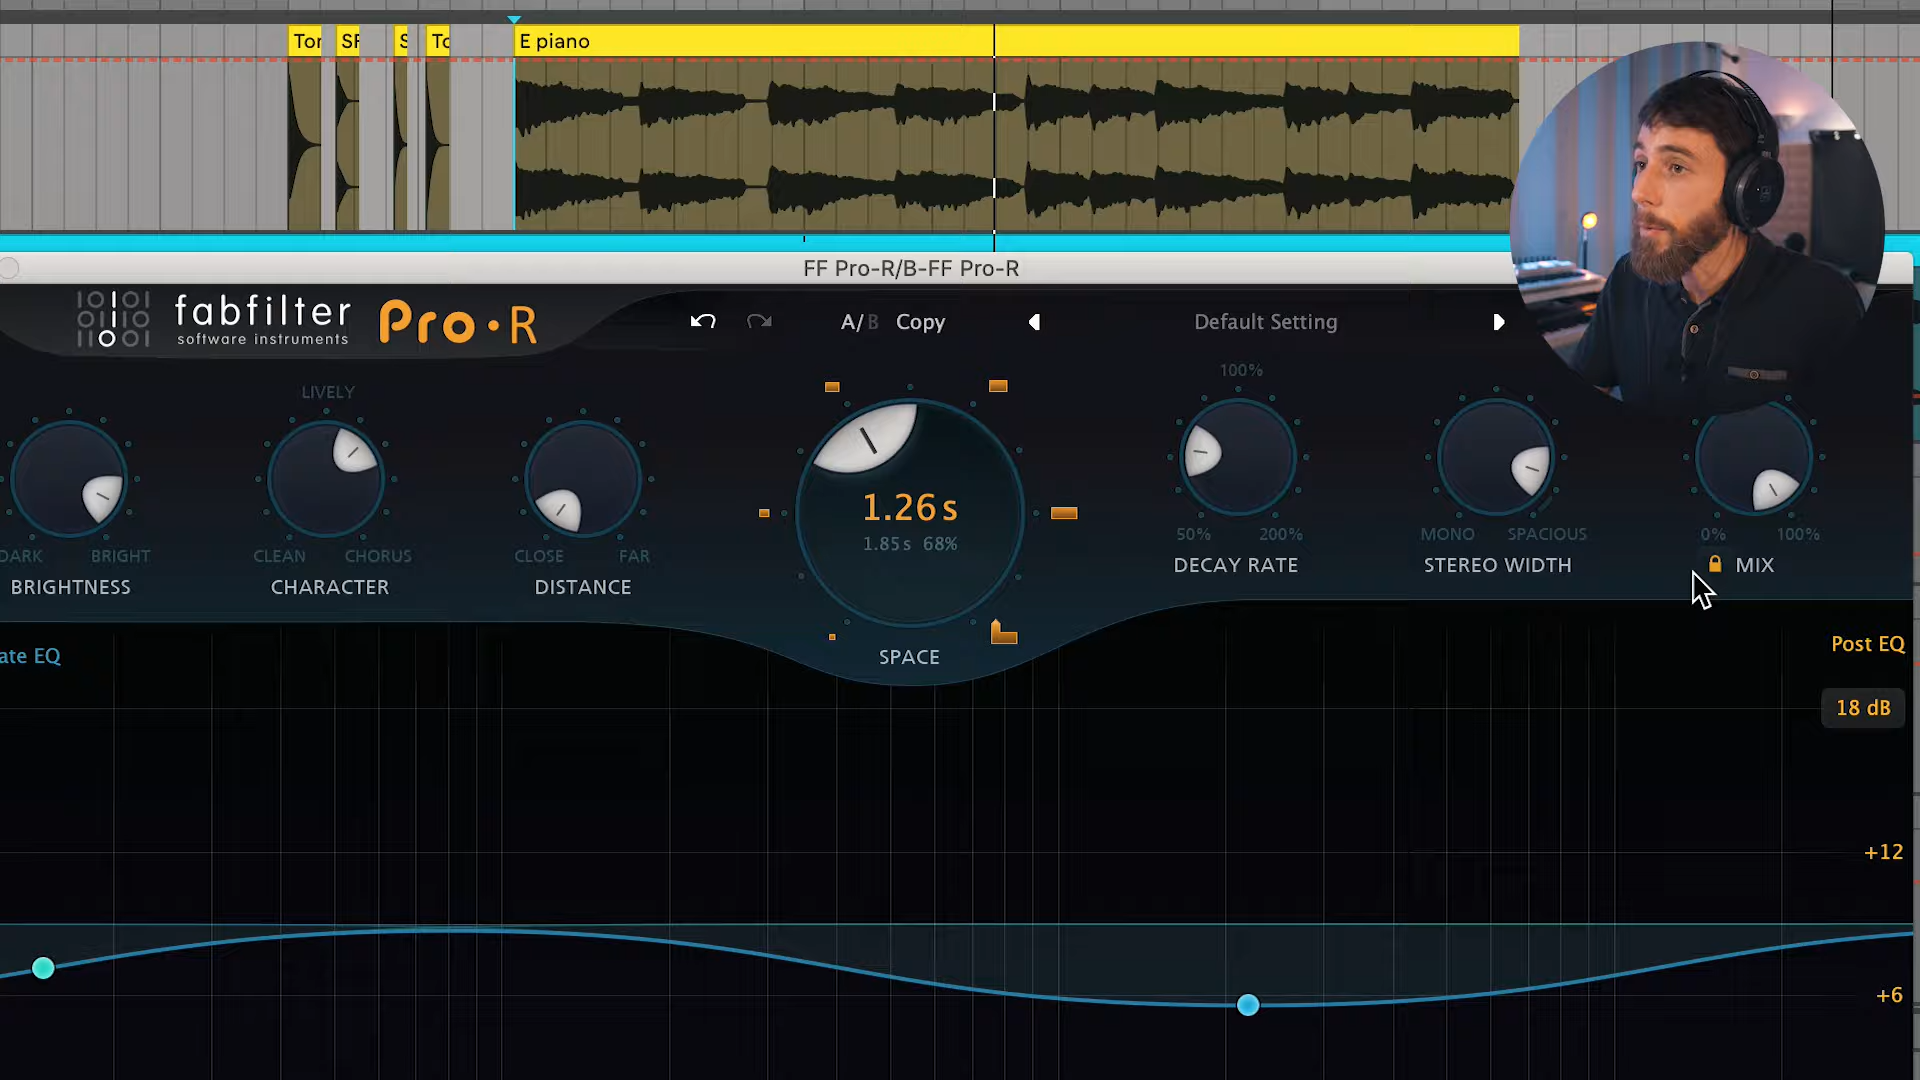 Tor SF S To E piano
FF Pro-R/B-FF Pro-R
fabfilter Pro·R
software instruments
A/B Copy Default Setting
LIVELY 100%
1.26 s
1.85 s 68%
50% 200% MONO SPACIOUS 0% 100%
DARK BRIGHT CLEAN CHORUS CLOSE FAR
DECAY RATE STEREO WIDTH MIX
BRIGHTNESS CHARACTER DISTANCE
SPACE
ate EQ Post EQ
18 dB
+12
+6